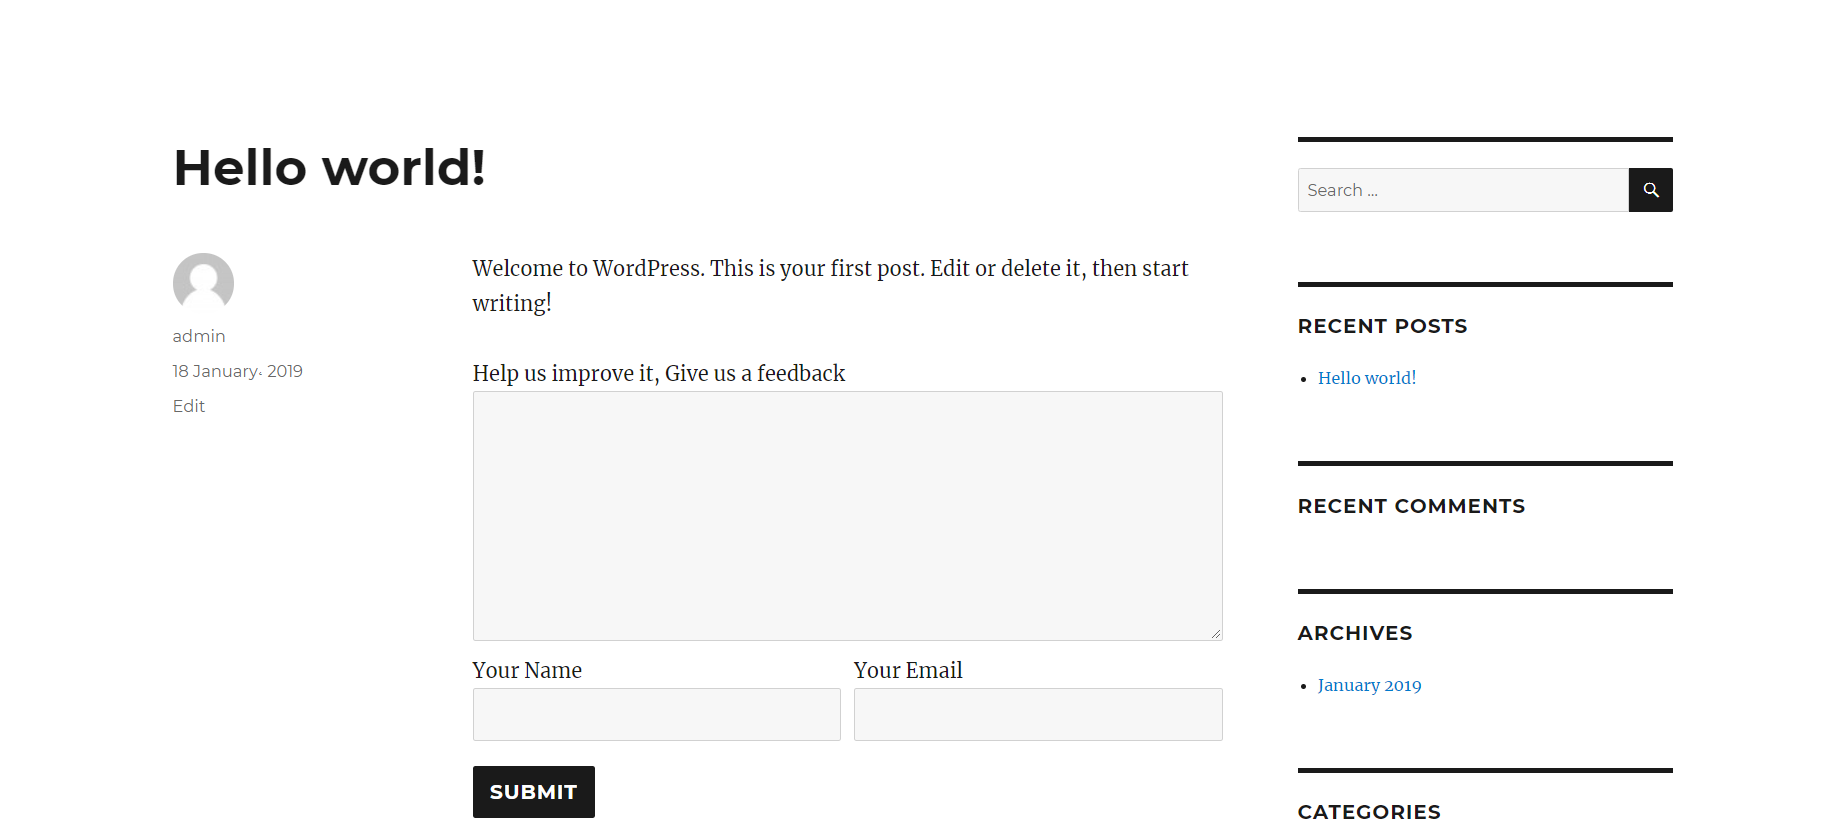 Hello world!
admin
18 January، 2019
Edit
Welcome to WordPress. This is your first post. Edit or delete it, then start
writing!
Help us improve it, Give us a feedback
Your Name
Your Email
SUBMIT
Search ...
RECENT POSTS
Hello world!
RECENT COMMENTS
ARCHIVES
January 2019
CATEGORIES